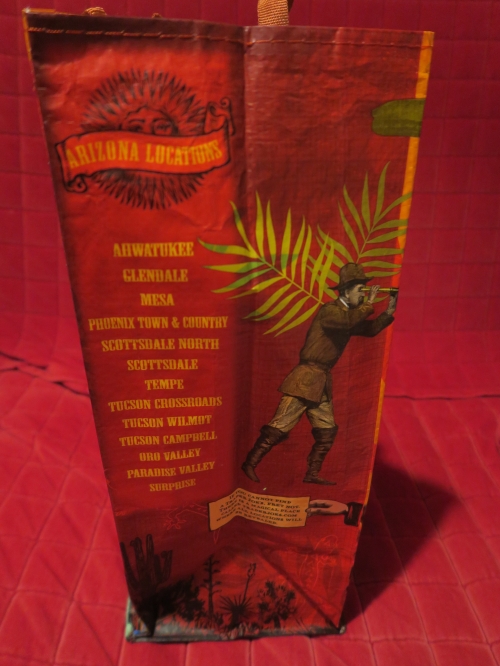 ARIZONA LOCATIONS
AHWATUKEE
GLENDALE
MESA
PHOENIX TOWN & COUNTRY
SCOTTSDALE NORTH
SCOTTSDALE
TEMPE
TUCSON CROSSROADS
TUCSON WILMOT
TUCSON CAMPBELL
ORO VALLEY
PARADISE VALLEY
SURPRISE